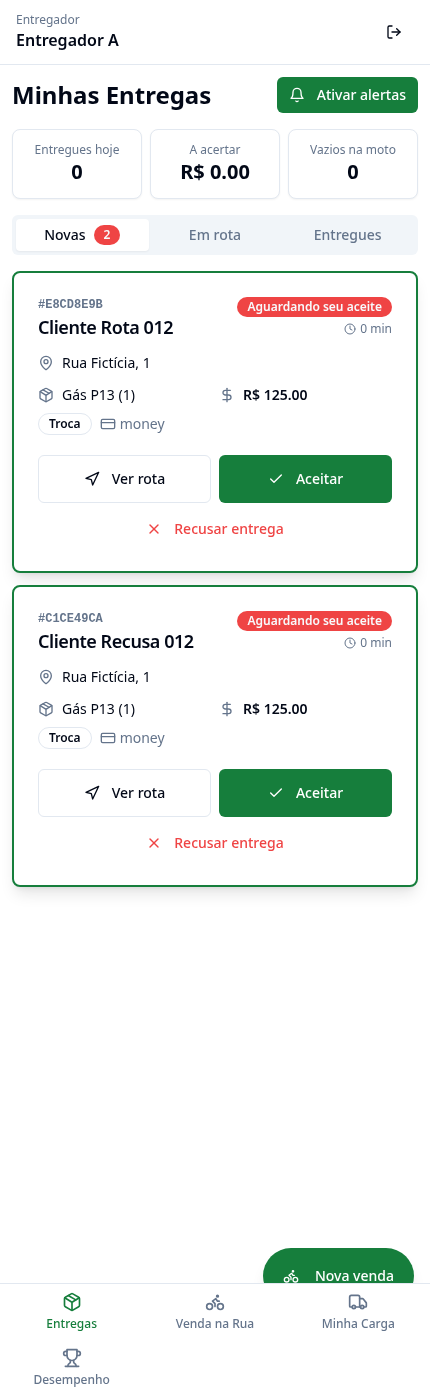 Entregador
Entregador A
Minhas Entregas
Ativar alertas
Entregues hoje
0
A acertar
R$ 0.00
Vazios na moto
0
Novas 2
Em rota
Entregues
#E8CD8E9B
Aguardando seu aceite
Cliente Rota 012
0 min
Rua Fictícia, 1
Gás P13 (1)
R$ 125.00
Troca
money
Ver rota
Aceitar
Recusar entrega
#C1CE49CA
Aguardando seu aceite
Cliente Recusa 012
0 min
Rua Fictícia, 1
Gás P13 (1)
R$ 125.00
Troca
money
Ver rota
Aceitar
Recusar entrega
Nova venda
Entregas
Venda na Rua
Minha Carga
Desempenho